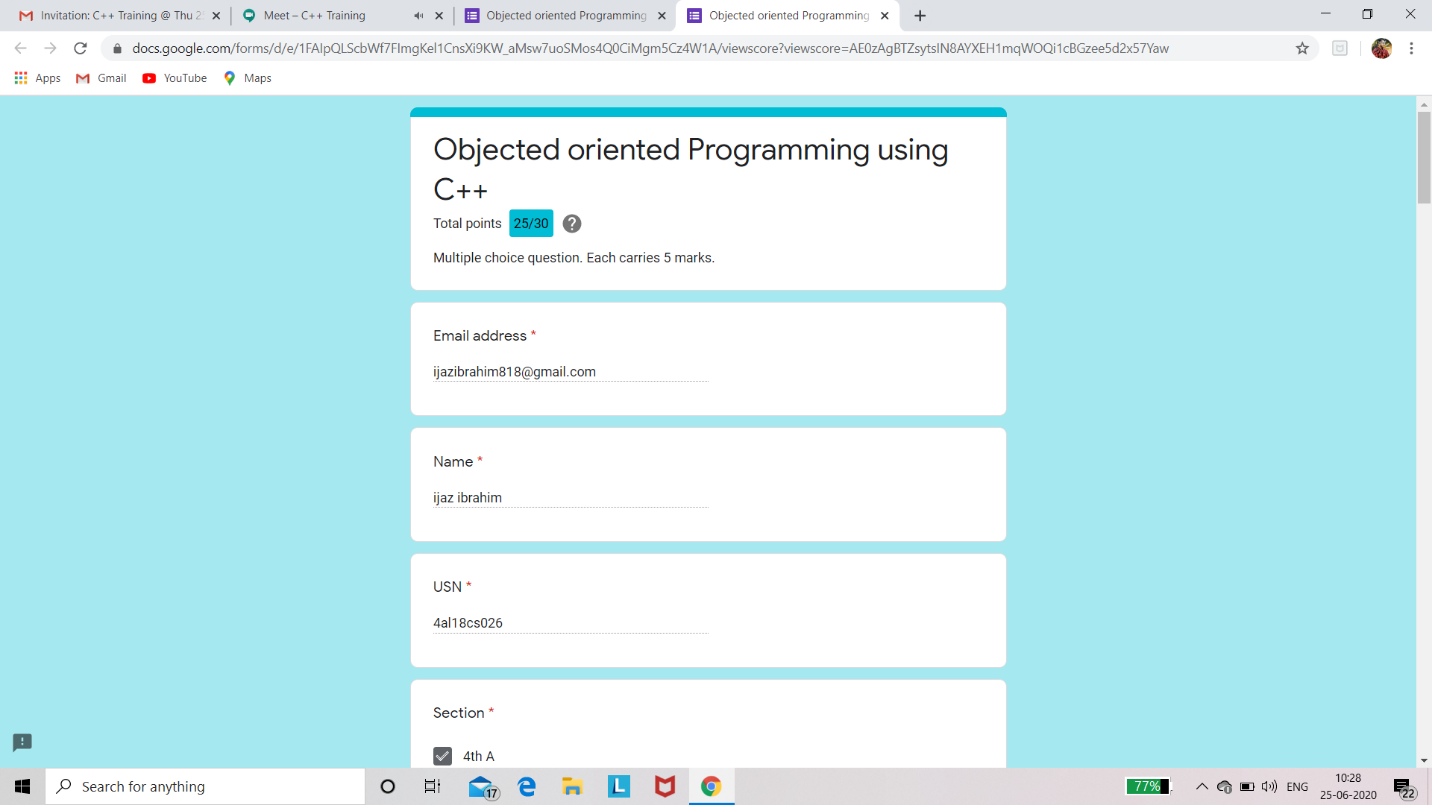 Invitation: C++ Training @ Thu 2
Meet – C++ Training
Objected oriented Programming
Objected oriented Programming
docs.google.com/forms/d/e/1FAIpQLScbWf7FlmgKel1CnsXi9KW_aMsw7uoSMos4Q0CiMgm5Cz4W1A/viewscore?viewscore=AE0zAgBTZsytsIN8AYXEH1mqWOQi1cBGzee5d2x57Yaw
Apps Gmail YouTube Maps
Objected oriented Programming using
C++
Total points 25/30 ?
Multiple choice question. Each carries 5 marks.
Email address *
ijazibrahim818@gmail.com
Name *
ijaz ibrahim
USN *
4al18cs026
Section *
4th A
Search for anything
17
L
77%
ENG
10:28
25-06-2020
22